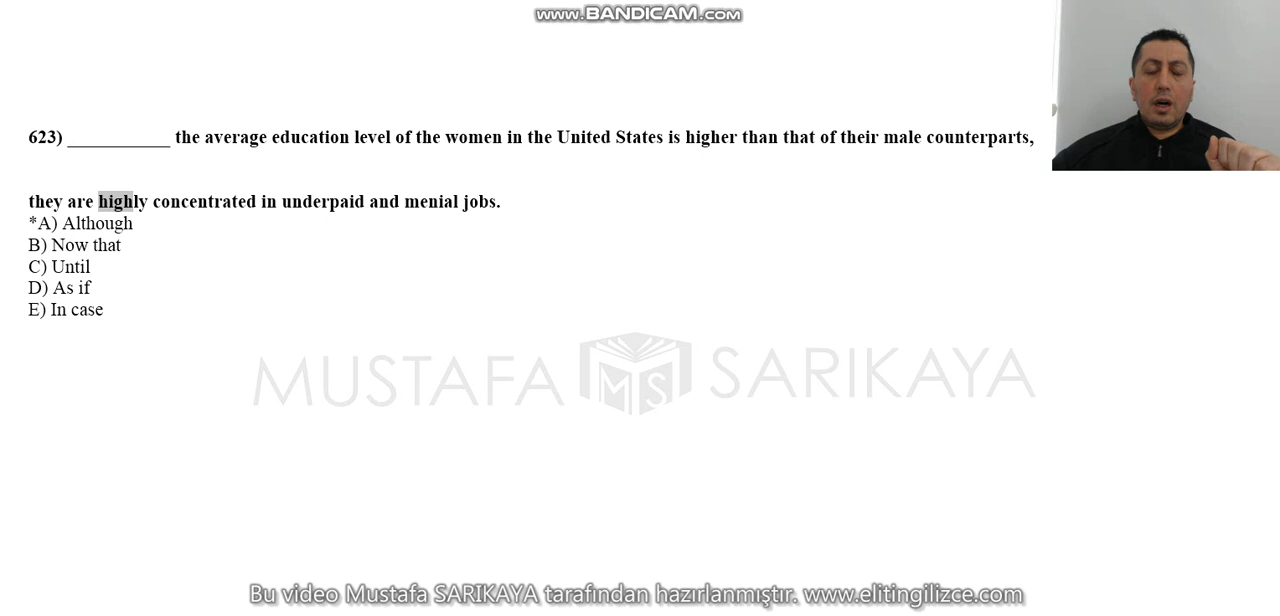 www.BANDICAM.com
623) ___________ the average education level of the women in the United States is higher than that of their male counterparts,
they are highly concentrated in underpaid and menial jobs.
*A) Although
B) Now that
C) Until
D) As if
E) In case
MUSTAFA MS SARIKAYA
Bu video Mustafa SARIKAYA tarafından hazırlanmıştır. www.elitingilizce.com